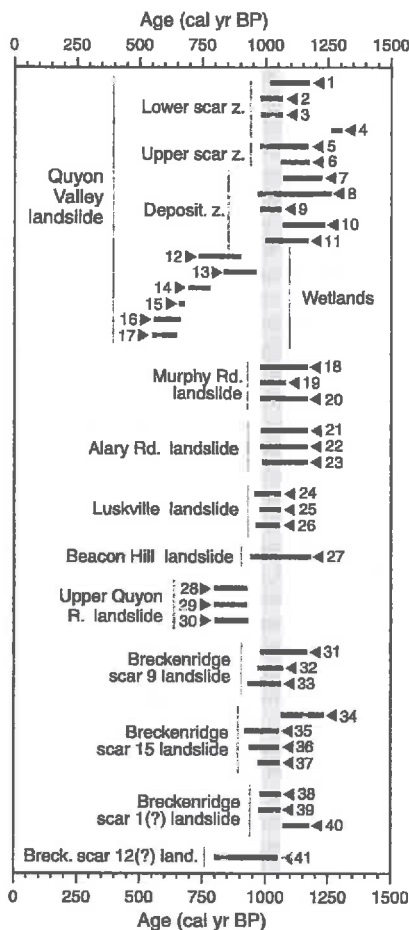 Age (cal yr BP)
0 250 500 750 1000 1250 1500
1
Lower scar z. 2
3
4
Upper scar z. 5
6
Quyon Valley landslide
7
8
Deposit. z. 9
10
11
12
13
14
Wetlands
15
16
17
18
Murphy Rd. 19
landslide 20
21
Alary Rd. landslide 22
23
24
Luskville landslide 25
26
Beacon Hill landslide 27
28
Upper Quyon 29
R. landslide 30
31
Breckenridge 32
scar 9 landslide 33
34
Breckenridge 35
scar 15 landslide 36
37
38
Breckenridge 39
scar 1(?) landslide 40
Breck. scar 12(?) land. 41
0 250 500 750 1000 1250 1500
Age (cal yr BP)